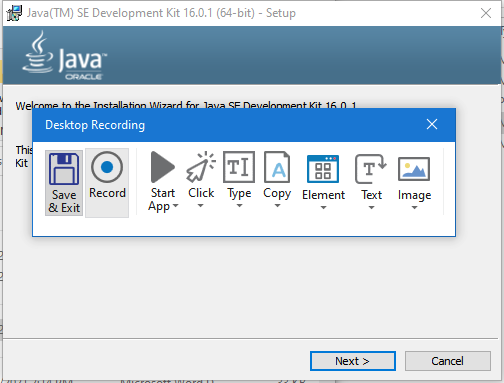 Java(TM) SE Development Kit 16.0.1 (64-bit) - Setup
Java™
ORACLE
Welcome to the Installation Wizard for Java SE Development Kit 16.0.1
This
Kit
Desktop Recording
Save & Exit
Record
Start App
Click
Type
Copy
Element
Text
Image
Next >
Cancel